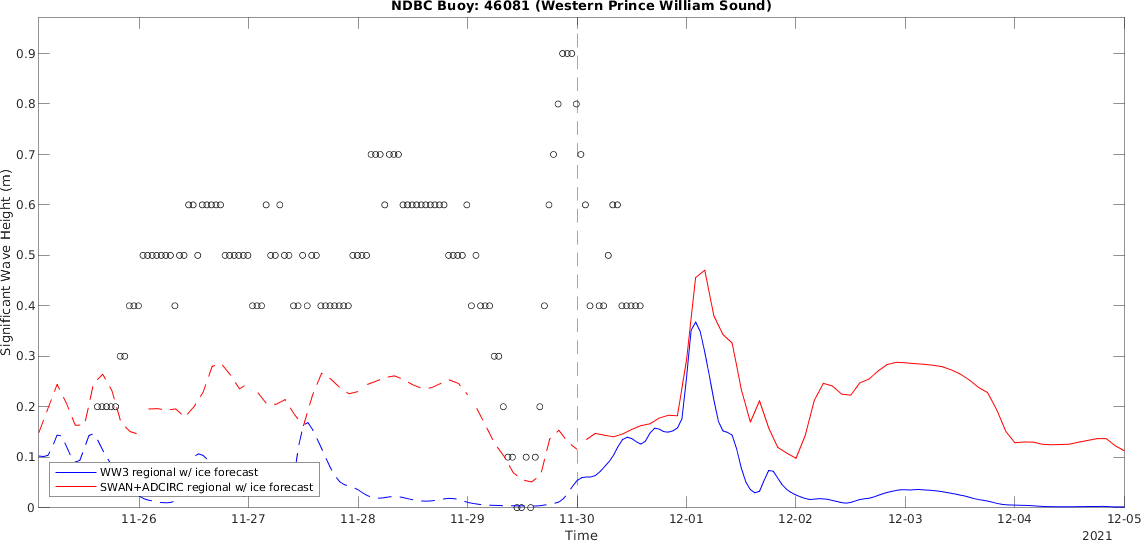 NDBC Buoy: 46081 (Western Prince William Sound)
Significant Wave Height (m)
0.9
0.8
0.7
0.6
0.5
0.4
0.3
0.2
0.1
0
WW3 regional w/ ice forecast
SWAN+ADCIRC regional w/ ice forecast
11-26 11-27 11-28 11-29 11-30 12-01 12-02 12-03 12-04 12-05
Time
2021